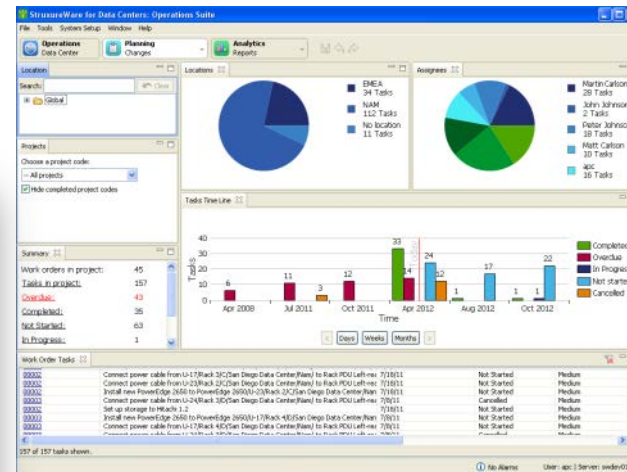 StruxureWare for Data Centers: Operations Suite
File Tools System Setup Window Help
Operations
Data Center
Planning
Changes
Analytics
Reports
Location
Search:
Clear
Global
Projects
Choose a project code:
-- All projects
Hide completed project codes
Summary
Work orders in project: 45
Tasks in project: 157
Overdue: 43
Completed: 35
Not Started: 63
In Progress: 1
Locations
EMEA
34 Tasks
NAM
112 Tasks
No location
11 Tasks
Assignees
Martin Carlson
28 Tasks
John Johnson
2 Tasks
Peter Johnson
18 Tasks
Matt Carlson
10 Tasks
apc
16 Tasks
Tasks Time Line
Tasks
40
30
20
10
0
6
11
3
12
33
14
24
12
1
17
1
1
22
Today
Apr 2009
Jul 2011
Oct 2011
Apr 2012
Aug 2012
Oct 2012
Time
Completed
Overdue
In Progress
Not started
Cancelled
Days Weeks Months
Work Order Tasks
00002 Connect power cable from U-17/Rack 3/C/San Diego Data Center/Nam/ to Rack PDU Left-rea 7/18/11 Not Started Medium
00002 Connect power cable from U-23/Rack 2/C/San Diego Data Center/Nam/ to Rack PDU Left-rea 7/18/11 Not Started Medium
00002 Install new PowerEdge 2650 to PowerEdge 2650/U-23/Rack 2/C/San Diego Data Center/Nam 7/18/11 Not Started Medium
00002 Connect power cable from U-24/Rack 3/D/San Diego Data Center/Nam/ to Rack PDU Left-rea 7/8/11 Cancelled Medium
00002 Set up storage to Hitachi 1.2 7/18/11 Not Started Medium
00002 Install new PowerEdge 2650 to PowerEdge 2650/U-17/Rack 4/D/San Diego Data Center/Nam 7/8/11 Not Started Medium
00002 Connect power cable from U-17/Rack 4/D/San Diego Data Center/Nam/ to Rack PDU Left-rea 7/8/11 Not Started Medium
157 of 157 tasks shown.
No Alarms User: apc | Server: swdev01